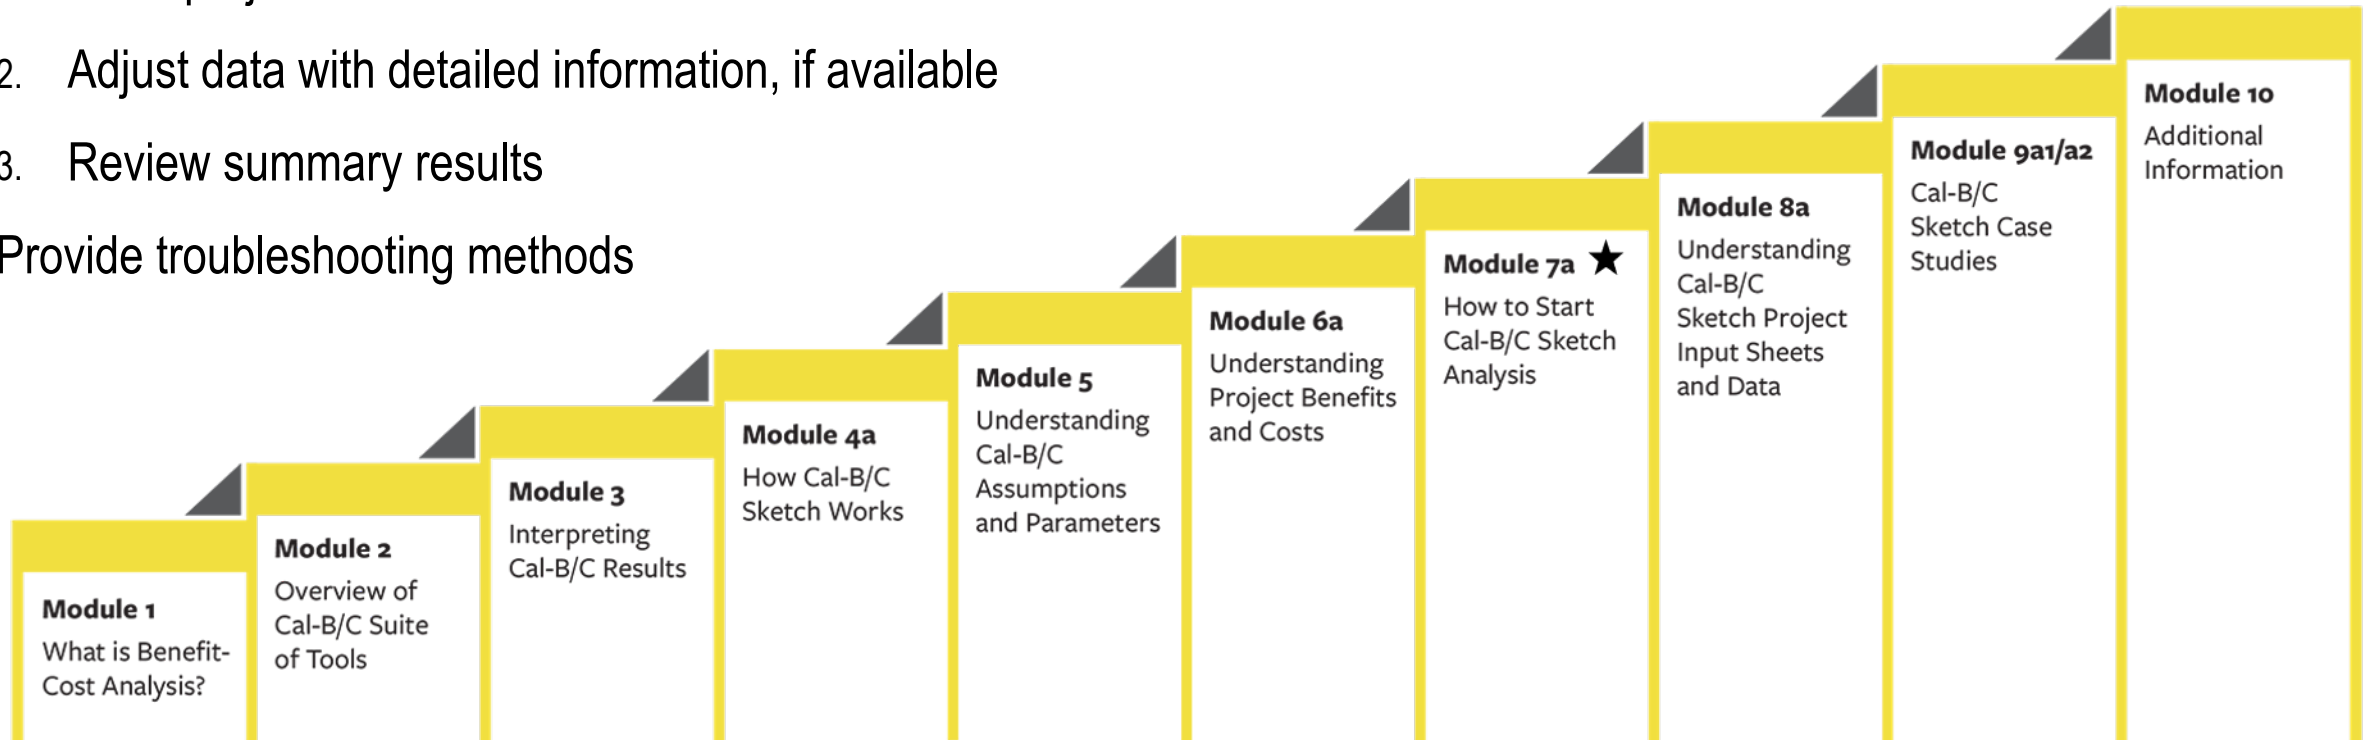 2. Adjust data with detailed information, if available
3. Review summary results
Provide troubleshooting methods
Module 1
What is Benefit-
Cost Analysis?
Module 2
Overview of
Cal-B/C Suite
of Tools
Module 3
Interpreting
Cal-B/C Results
Module 4a
How Cal-B/C
Sketch Works
Module 5
Understanding
Cal-B/C
Assumptions
and Parameters
Module 6a
Understanding
Project Benefits
and Costs
Module 7a ★
How to Start
Cal-B/C Sketch
Analysis
Module 8a
Understanding
Cal-B/C
Sketch Project
Input Sheets
and Data
Module 9a1/a2
Cal-B/C
Sketch Case
Studies
Module 10
Additional
Information